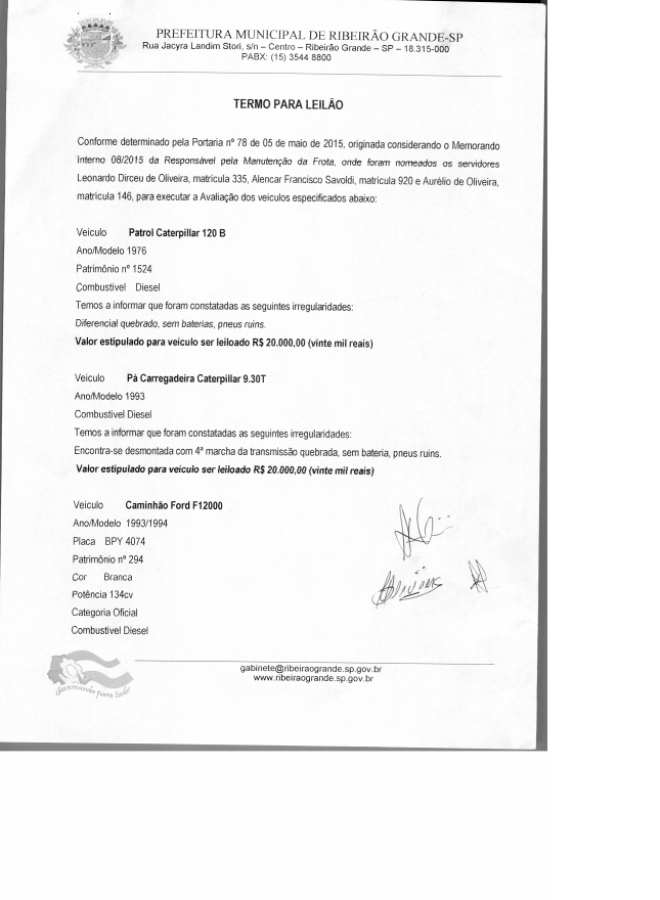 PREFEITURA MUNICIPAL DE RIBEIRÃO GRANDE-SP
Rua Jacyra Landim Stori, s/n – Centro – Ribeirão Grande – SP – 18.315-000
PABX: (15) 3544 8800
TERMO PARA LEILÃO
Conforme determinado pela Portaria nº 78 de 05 de maio de 2015, originada considerando o Memorando
Interno 08/2015 da Responsável pela Manutenção da Frota, onde foram nomeados os servidores
Leonardo Dirceu de Oliveira, matricula 335, Alencar Francisco Savoldi, matricula 920 e Aurélio de Oliveira,
matricula 146, para executar a Avaliação dos veiculos especificados abaixo:
Veiculo Patrol Caterpillar 120 B
Ano/Modelo 1976
Patrimônio nº 1524
Combustivel Diesel
Temos a informar que foram constatadas as seguintes irregularidades:
Diferencial quebrado, sem baterias, pneus ruins.
Valor estipulado para veiculo ser leiloado R$ 20.000,00 (vinte mil reais)
Veiculo Pá Carregadeira Caterpillar 9.30T
Ano/Modelo 1993
Combustivel Diesel
Temos a informar que foram constatadas as seguintes irregularidades:
Encontra-se desmontada com 4ª marcha da transmissão quebrada, sem bateria, pneus ruins.
Valor estipulado para veiculo ser leiloado R$ 20.000,00 (vinte mil reais)
Veiculo Caminhão Ford F12000
Ano/Modelo 1993/1994
Placa BPY 4074
Patrimônio nº 294
Cor Branca
Potência 134cv
Categoria Oficial
Combustivel Diesel
Governando para todos
gabinete@ribeiraogrande.sp.gov.br
www.ribeiraogrande.sp.gov.br